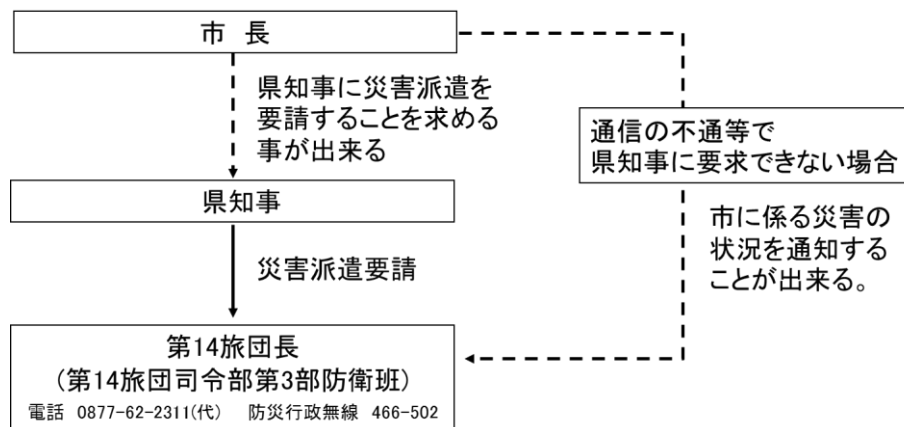 市 長
県知事に災害派遣を
要請することを求める
事が出来る
通信の不通等で
県知事に要求できない場合
県知事
市に係る災害の
状況を通知する
ことが出来る。
災害派遣要請
第14旅団長
(第14旅団司令部第3部防衛班)
電話 0877-62-2311(代) 防災行政無線 466-502